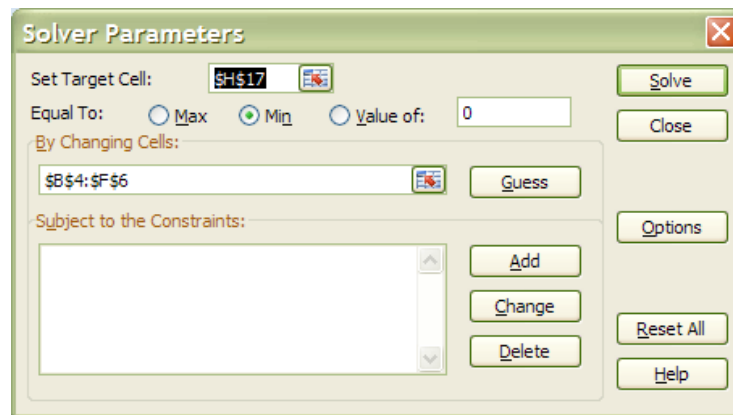 Solver Parameters
Set Target Cell: $H$17
Solve
Equal To: Max Min Value of: 0
Close
By Changing Cells:
$B$4:$F$6
Guess
Subject to the Constraints:
Options
Add
Change
Reset All
Delete
Help